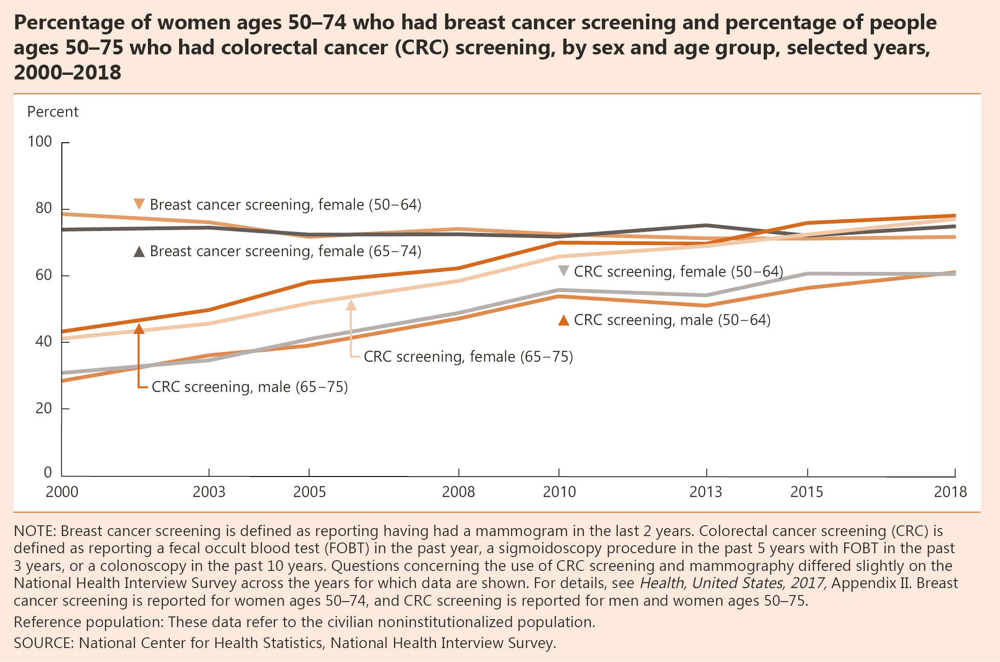 Percentage of women ages 50–74 who had breast cancer screening and percentage of people
ages 50–75 who had colorectal cancer (CRC) screening, by sex and age group, selected years,
2000–2018
Percent
100
80
60
40
20
0
Breast cancer screening, female (50–64)
Breast cancer screening, female (65–74)
CRC screening, female (50–64)
CRC screening, male (50–64)
CRC screening, female (65–75)
CRC screening, male (65–75)
2000 2003 2005 2008 2010 2013 2015 2018
NOTE: Breast cancer screening is defined as reporting having had a mammogram in the last 2 years. Colorectal cancer screening (CRC) is
defined as reporting a fecal occult blood test (FOBT) in the past year, a sigmoidoscopy procedure in the past 5 years with FOBT in the past
3 years, or a colonoscopy in the past 10 years. Questions concerning the use of CRC screening and mammography differed slightly on the
National Health Interview Survey across the years for which data are shown. For details, see Health, United States, 2017, Appendix II. Breast
cancer screening is reported for women ages 50–74, and CRC screening is reported for men and women ages 50–75.
Reference population: These data refer to the civilian noninstitutionalized population.
SOURCE: National Center for Health Statistics, National Health Interview Survey.